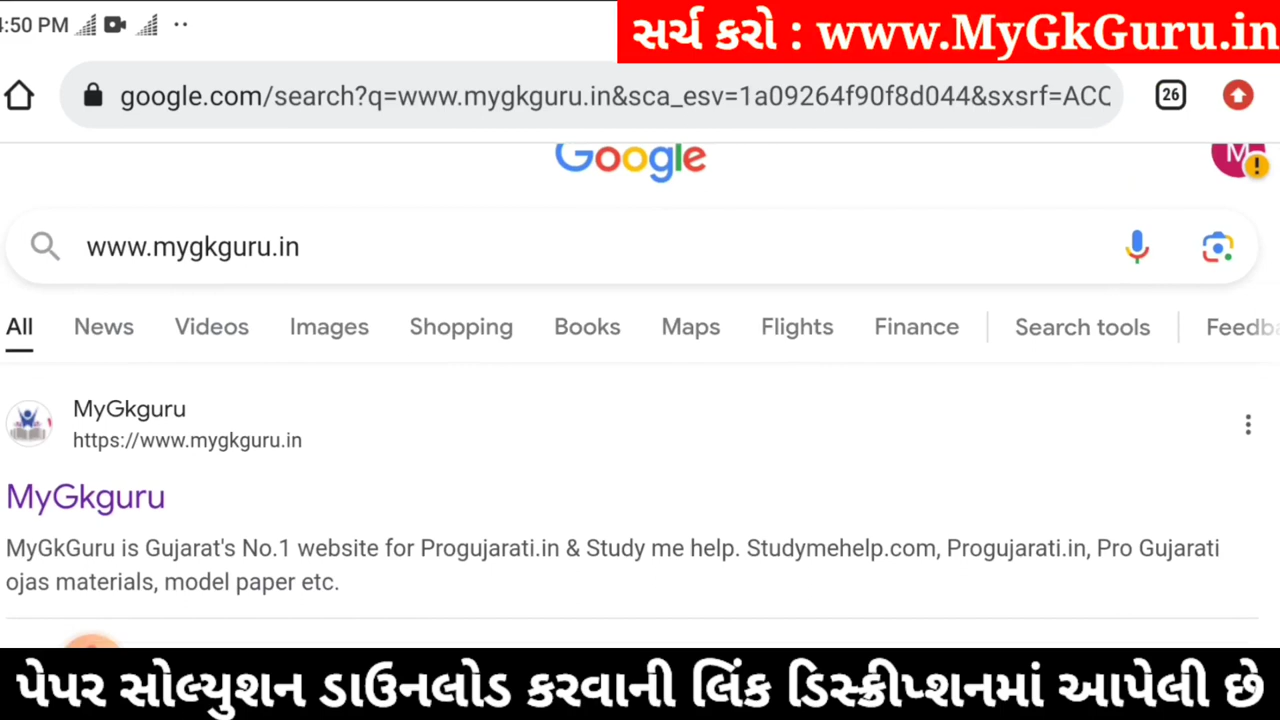 4:50 PM
સર્ચ કરો : www.MyGkGuru.in
google.com/search?q=www.mygkguru.in&sca_esv=1a09264f90f8d044&sxsrf=ACC
26
Google
M
www.mygkguru.in
All News Videos Images Shopping Books Maps Flights Finance Search tools Feedba
MyGkguru
https://www.mygkguru.in
MyGkguru
MyGkGuru is Gujarat's No.1 website for Progujarati.in & Study me help. Studymehelp.com, Progujarati.in, Pro Gujarati
ojas materials, model paper etc.
પેપર સોલ્યુશન ડાઉનલોડ કરવાની લિંક ડિસ્ક્રીપ્શનમાં આપેલી છે